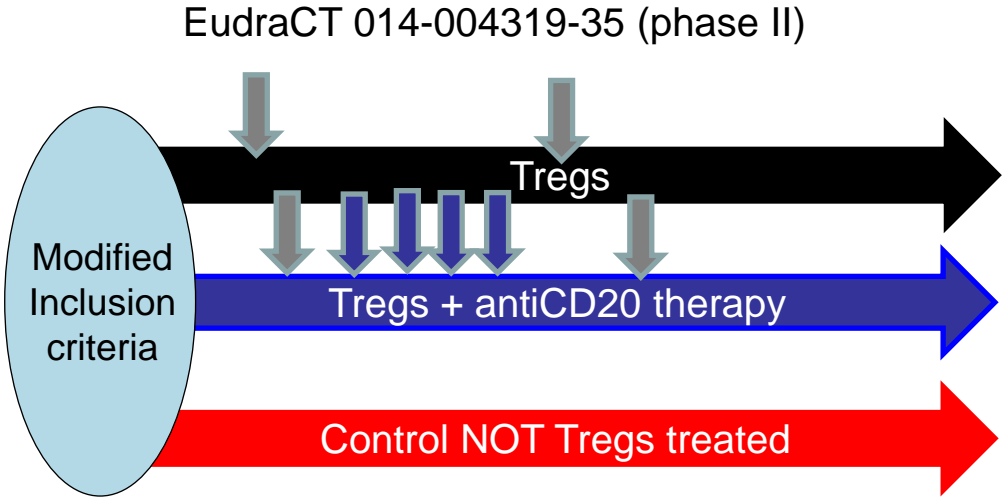 EudraCT 014-004319-35 (phase II)
Tregs
Modified
Inclusion
criteria
Tregs + antiCD20 therapy
Control NOT Tregs treated